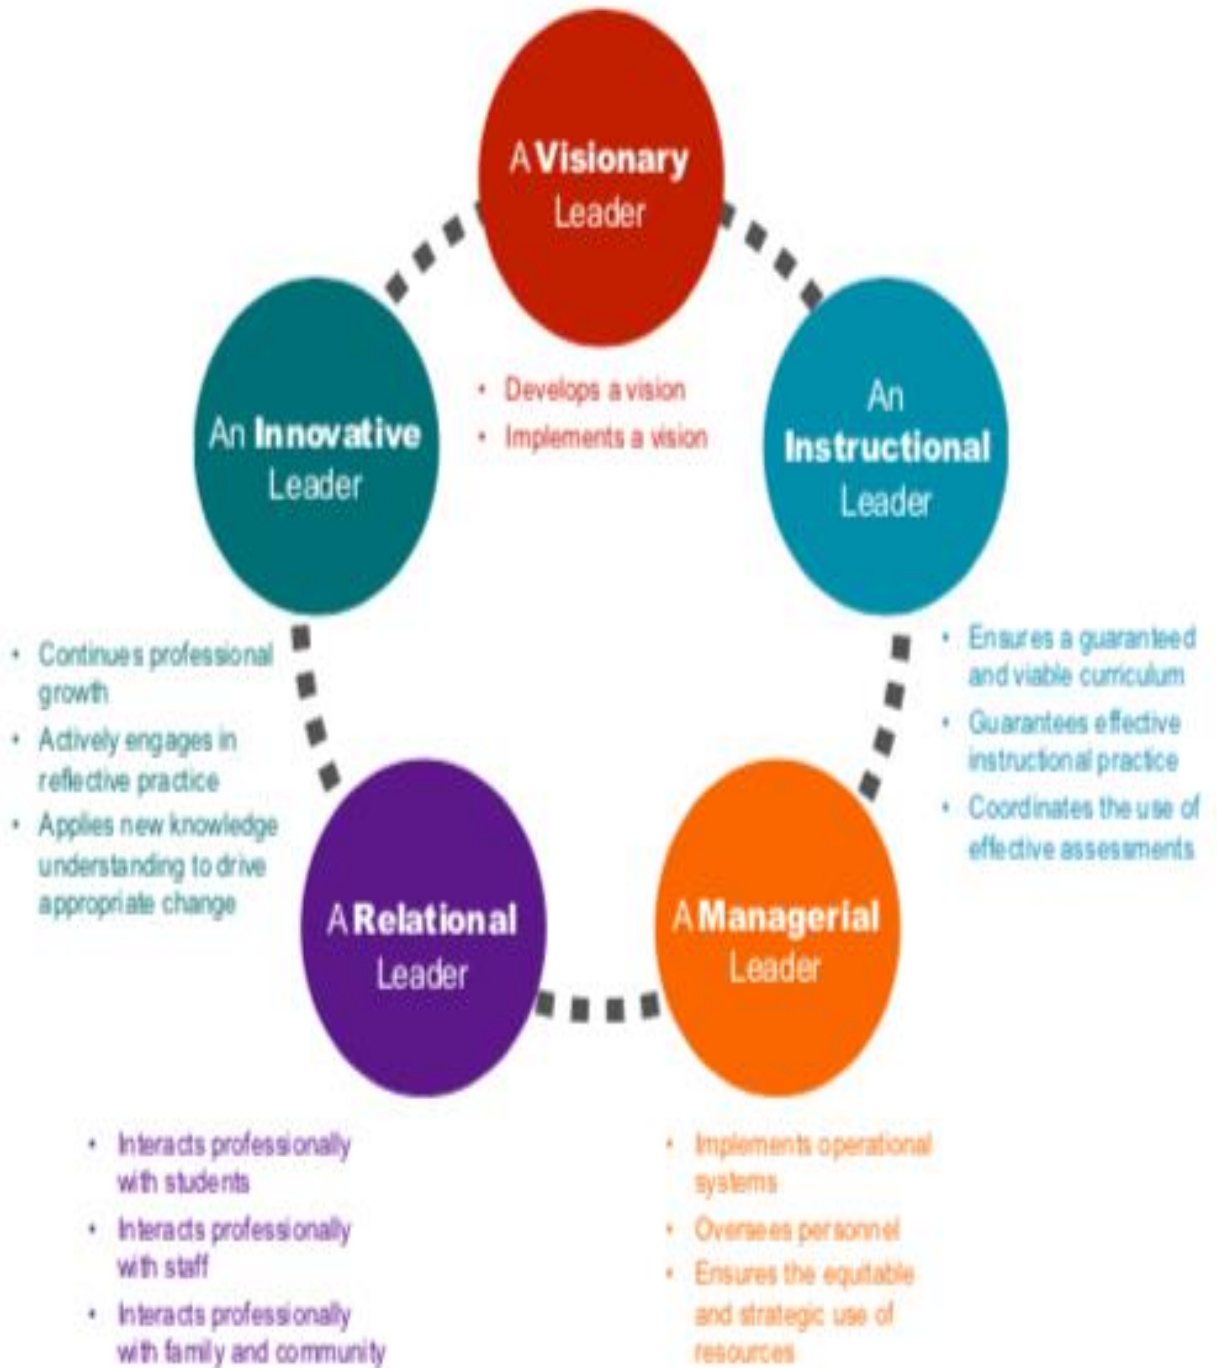 A Visionary
Leader
• Develops a vision
• Implements a vision
An
Instructional
Leader
• Ensures a guaranteed
and viable curriculum
• Guarantees effective
instructional practice
• Coordinates the use of
effective assessments
A Managerial
Leader
• Implements operational
systems
• Oversees personnel
• Ensures the equitable
and strategic use of
resources
A Relational
Leader
• Interacts professionally
with students
• Interacts professionally
with staff
• Interacts professionally
with family and community
An Innovative
Leader
• Continues professional
growth
• Actively engages in
reflective practice
• Applies new knowledge
understanding to drive
appropriate change